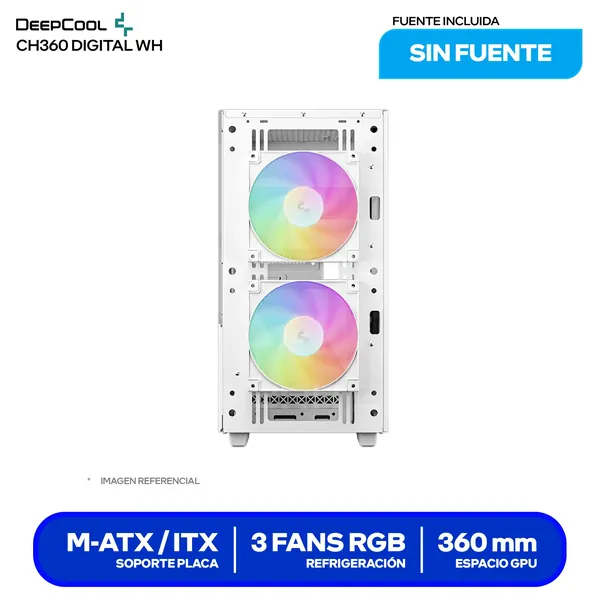 DEEPCOOL
CH360 DIGITAL WH
FUENTE INCLUIDA
SIN FUENTE
* IMAGEN REFERENCIAL
M-ATX / ITX
SOPORTE PLACA
3 FANS RGB
REFRIGERACIÓN
360 mm
ESPACIO GPU